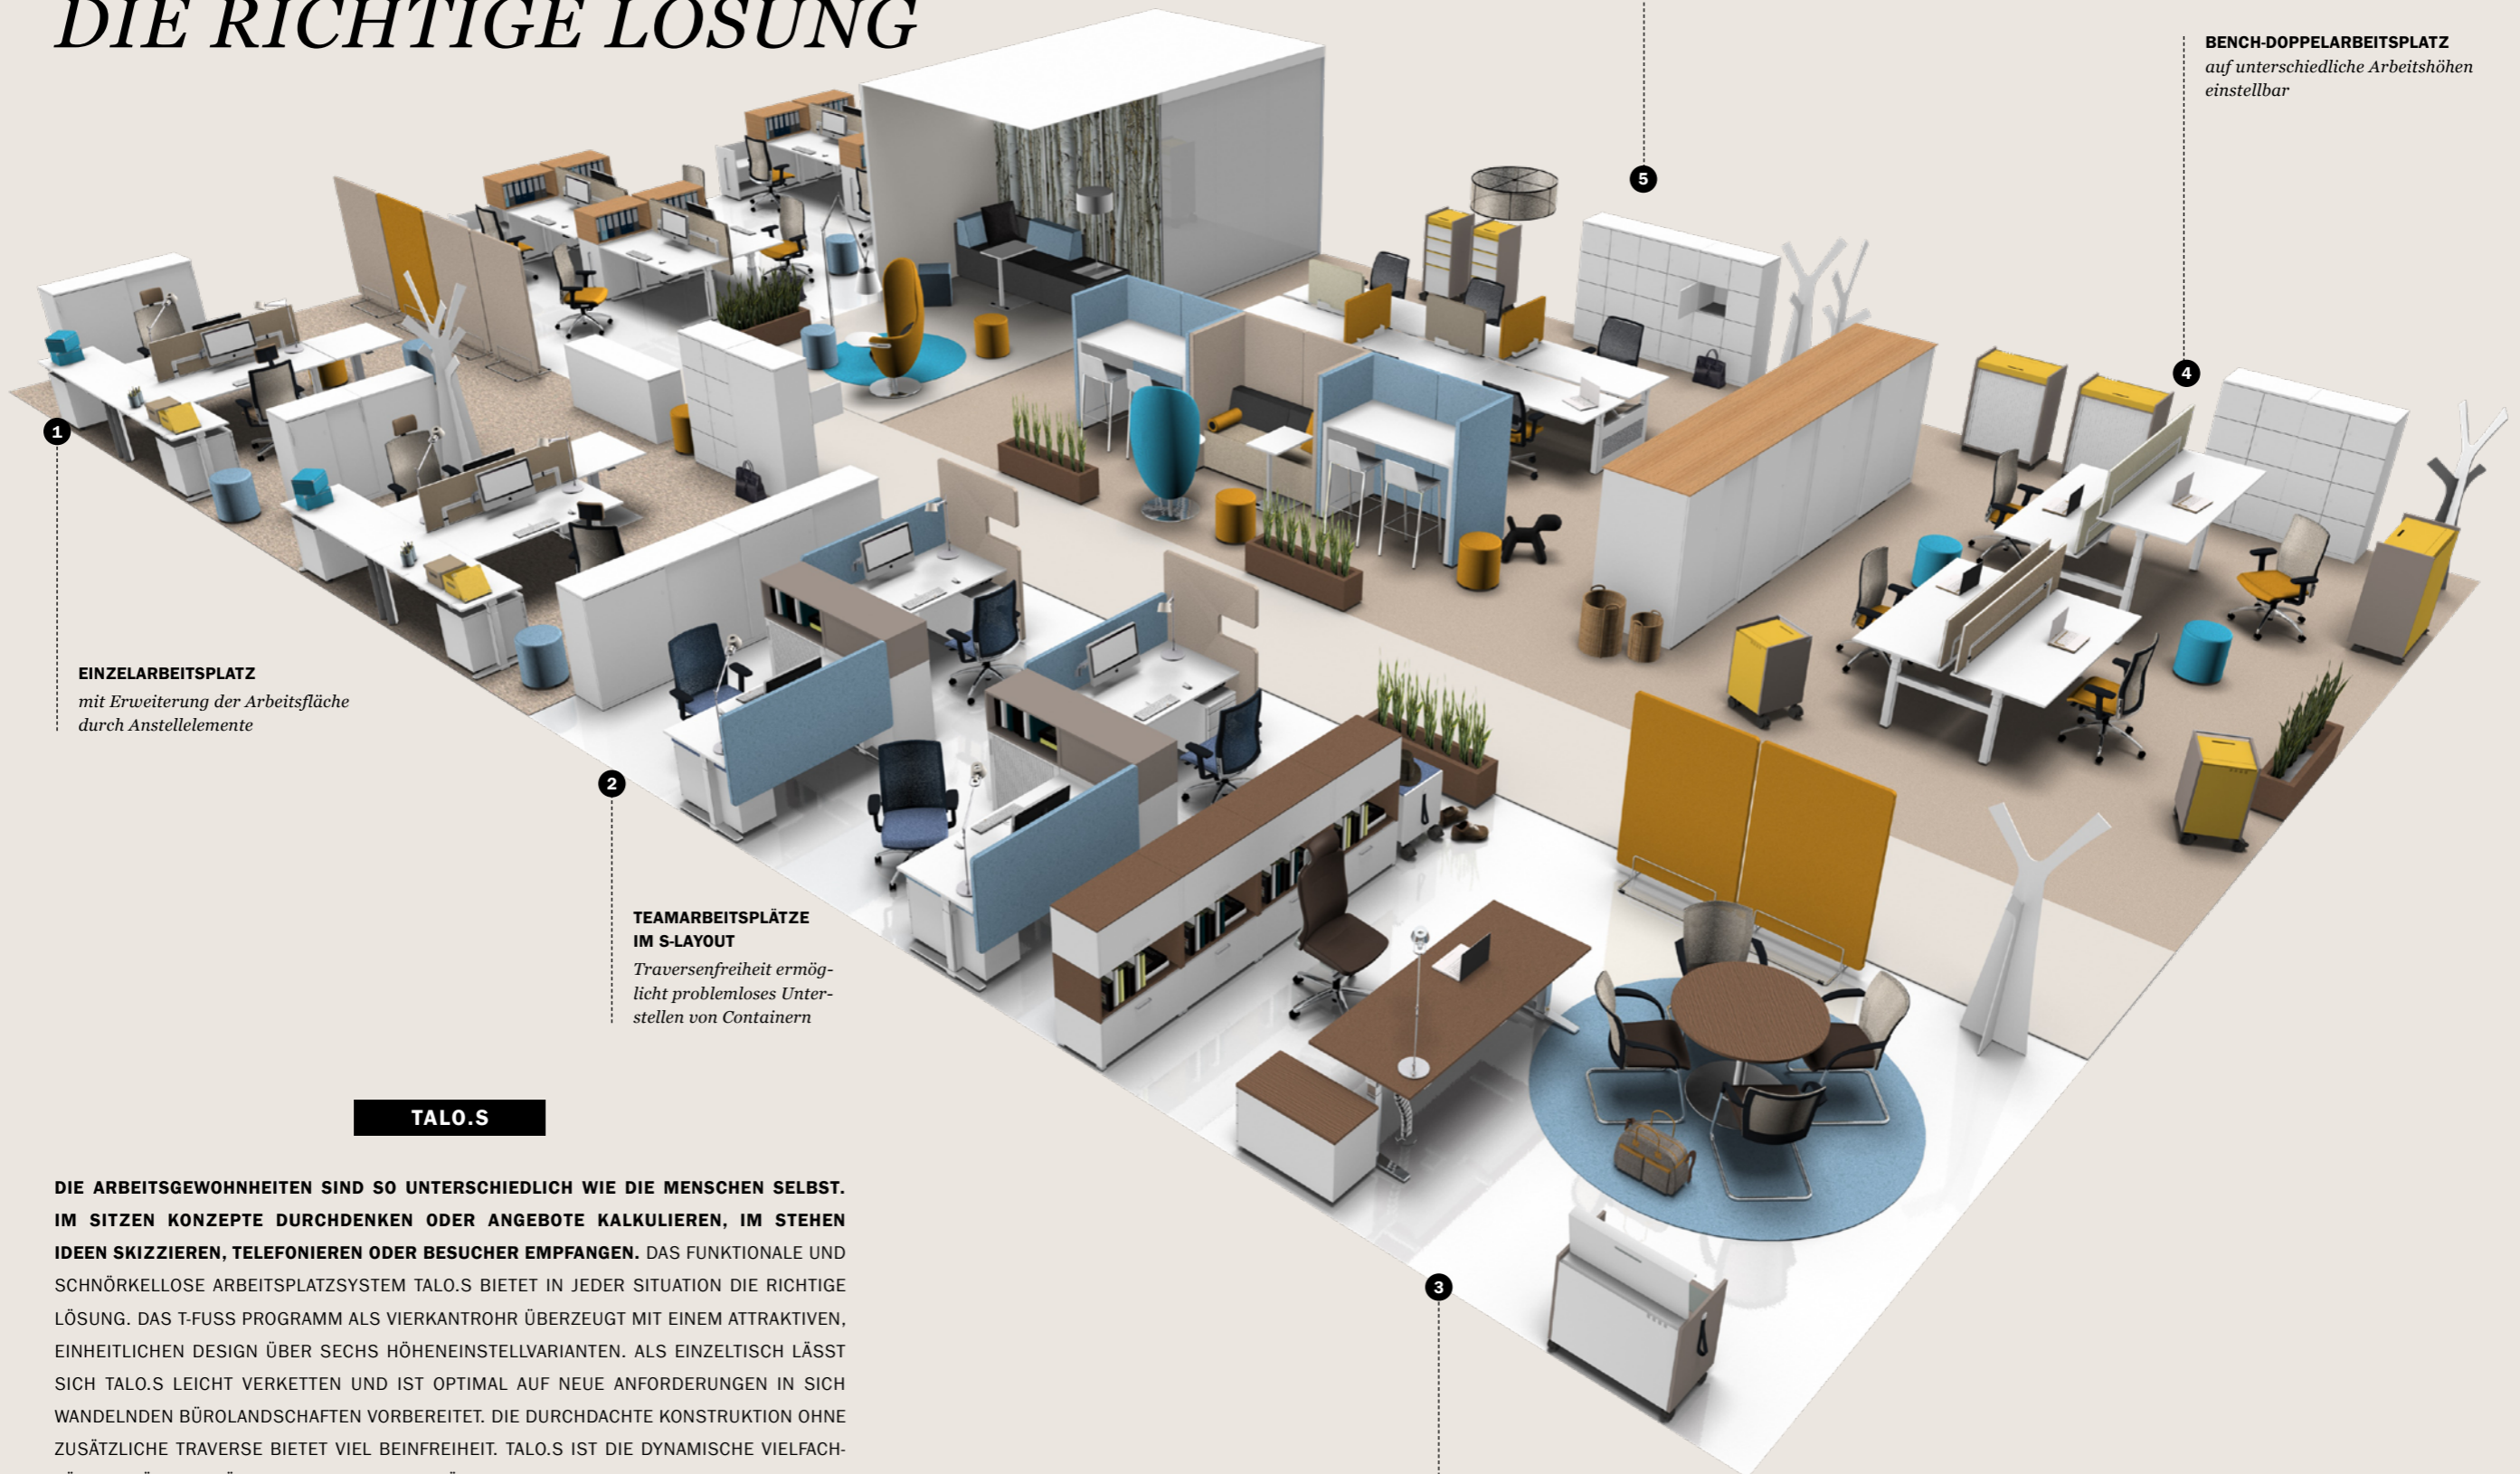 DIE RICHTIGE LÖSUNG
BENCH-DOPPELARBEITSPLATZ
auf unterschiedliche Arbeitshöhen
einstellbar
5
4
1
EINZELARBEITSPLATZ
mit Erweiterung der Arbeitsfläche
durch Anstellelemente
2
TEAMARBEITSPLÄTZE
IM S-LAYOUT
Traversenfreiheit ermög-
licht problemloses Unter-
stellen von Containern
3
TALO.S
DIE ARBEITSGEWOHNHEITEN SIND SO UNTERSCHIEDLICH WIE DIE MENSCHEN SELBST.
IM SITZEN KONZEPTE DURCHDENKEN ODER ANGEBOTE KALKULIEREN, IM STEHEN
IDEEN SKIZZIEREN, TELEFONIEREN ODER BESUCHER EMPFANGEN. DAS FUNKTIONALE UND
SCHNÖRKELLOSE ARBEITSPLATZSYSTEM TALO.S BIETET IN JEDER SITUATION DIE RICHTIGE
LÖSUNG. DAS T-FUSS PROGRAMM ALS VIERKANTROHR ÜBERZEUGT MIT EINEM ATTRAKTIVEN,
EINHEITLICHEN DESIGN ÜBER SECHS HÖHENEINSTELLVARIANTEN. ALS EINZELTISCH LÄSST
SICH TALO.S LEICHT VERKETTEN UND IST OPTIMAL AUF NEUE ANFORDERUNGEN IN SICH
WANDELNDEN BÜROLANDSCHAFTEN VORBEREITET. DIE DURCHDACHTE KONSTRUKTION OHNE
ZUSÄTZLICHE TRAVERSE BIETET VIEL BEINFREIHEIT. TALO.S IST DIE DYNAMISCHE VIELFACH-